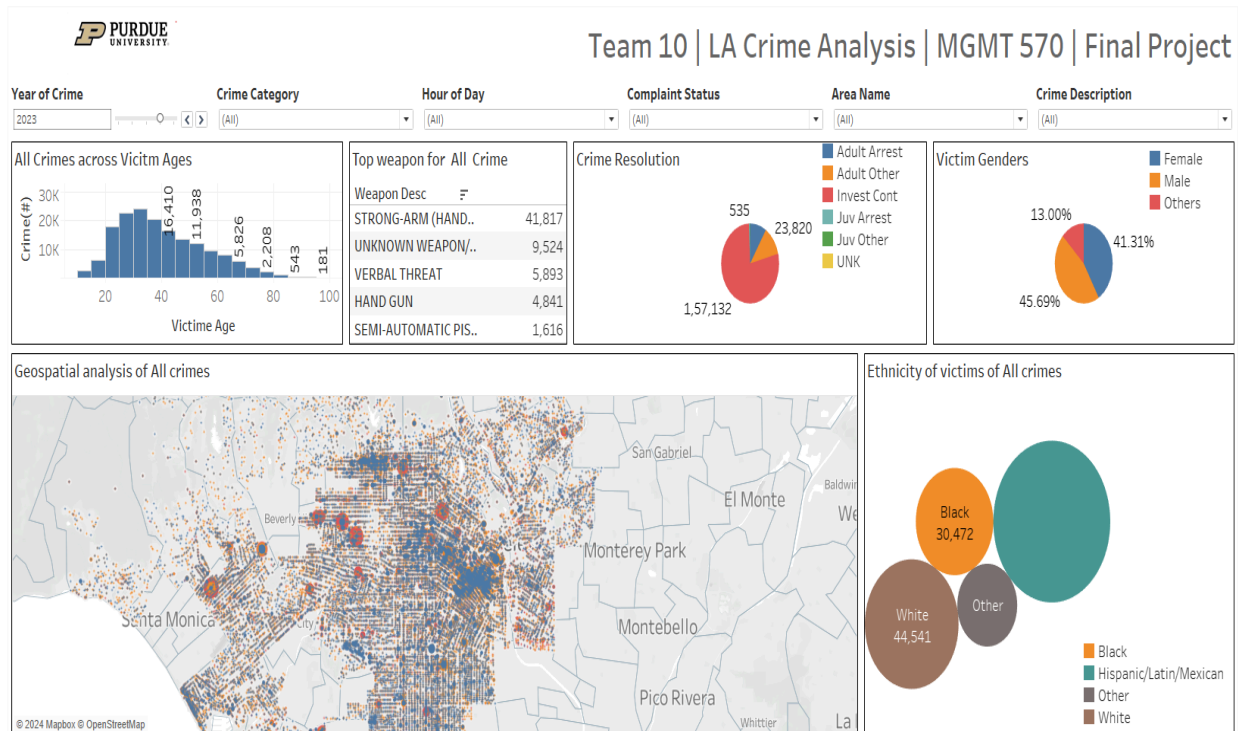 PURDUE
UNIVERSITY.
Team 10 | LA Crime Analysis | MGMT 570 | Final Project
Year of Crime
Crime Category
Hour of Day
Complaint Status
Area Name
Crime Description
2023
(All)
(All)
(All)
(All)
(All)
All Crimes across Vicitm Ages
30K
20K
10K
Crime(#)
16,410
11,938
5,826
2,208
543
181
20
40
60
80
100
Victime Age
Top weapon for All Crime
Weapon Desc
STRONG-ARM (HAND.. 41,817
UNKNOWN WEAPON/.. 9,524
VERBAL THREAT 5,893
HAND GUN 4,841
SEMI-AUTOMATIC PIS.. 1,616
Crime Resolution
535
23,820
1,57,132
Adult Arrest
Adult Other
Invest Cont
Juv Arrest
Juv Other
UNK
Victim Genders
13.00%
41.31%
45.69%
Female
Male
Others
Geospatial analysis of All crimes
San Gabriel
El Monte
Baldwin
We
Beverly
Monterey Park
Santa Monica
City
Montebello
Pico Rivera
Whittier
La
© 2024 Mapbox © OpenStreetMap
Ethnicity of victims of All crimes
Black
30,472
White
44,541
Other
Black
Hispanic/Latin/Mexican
Other
White